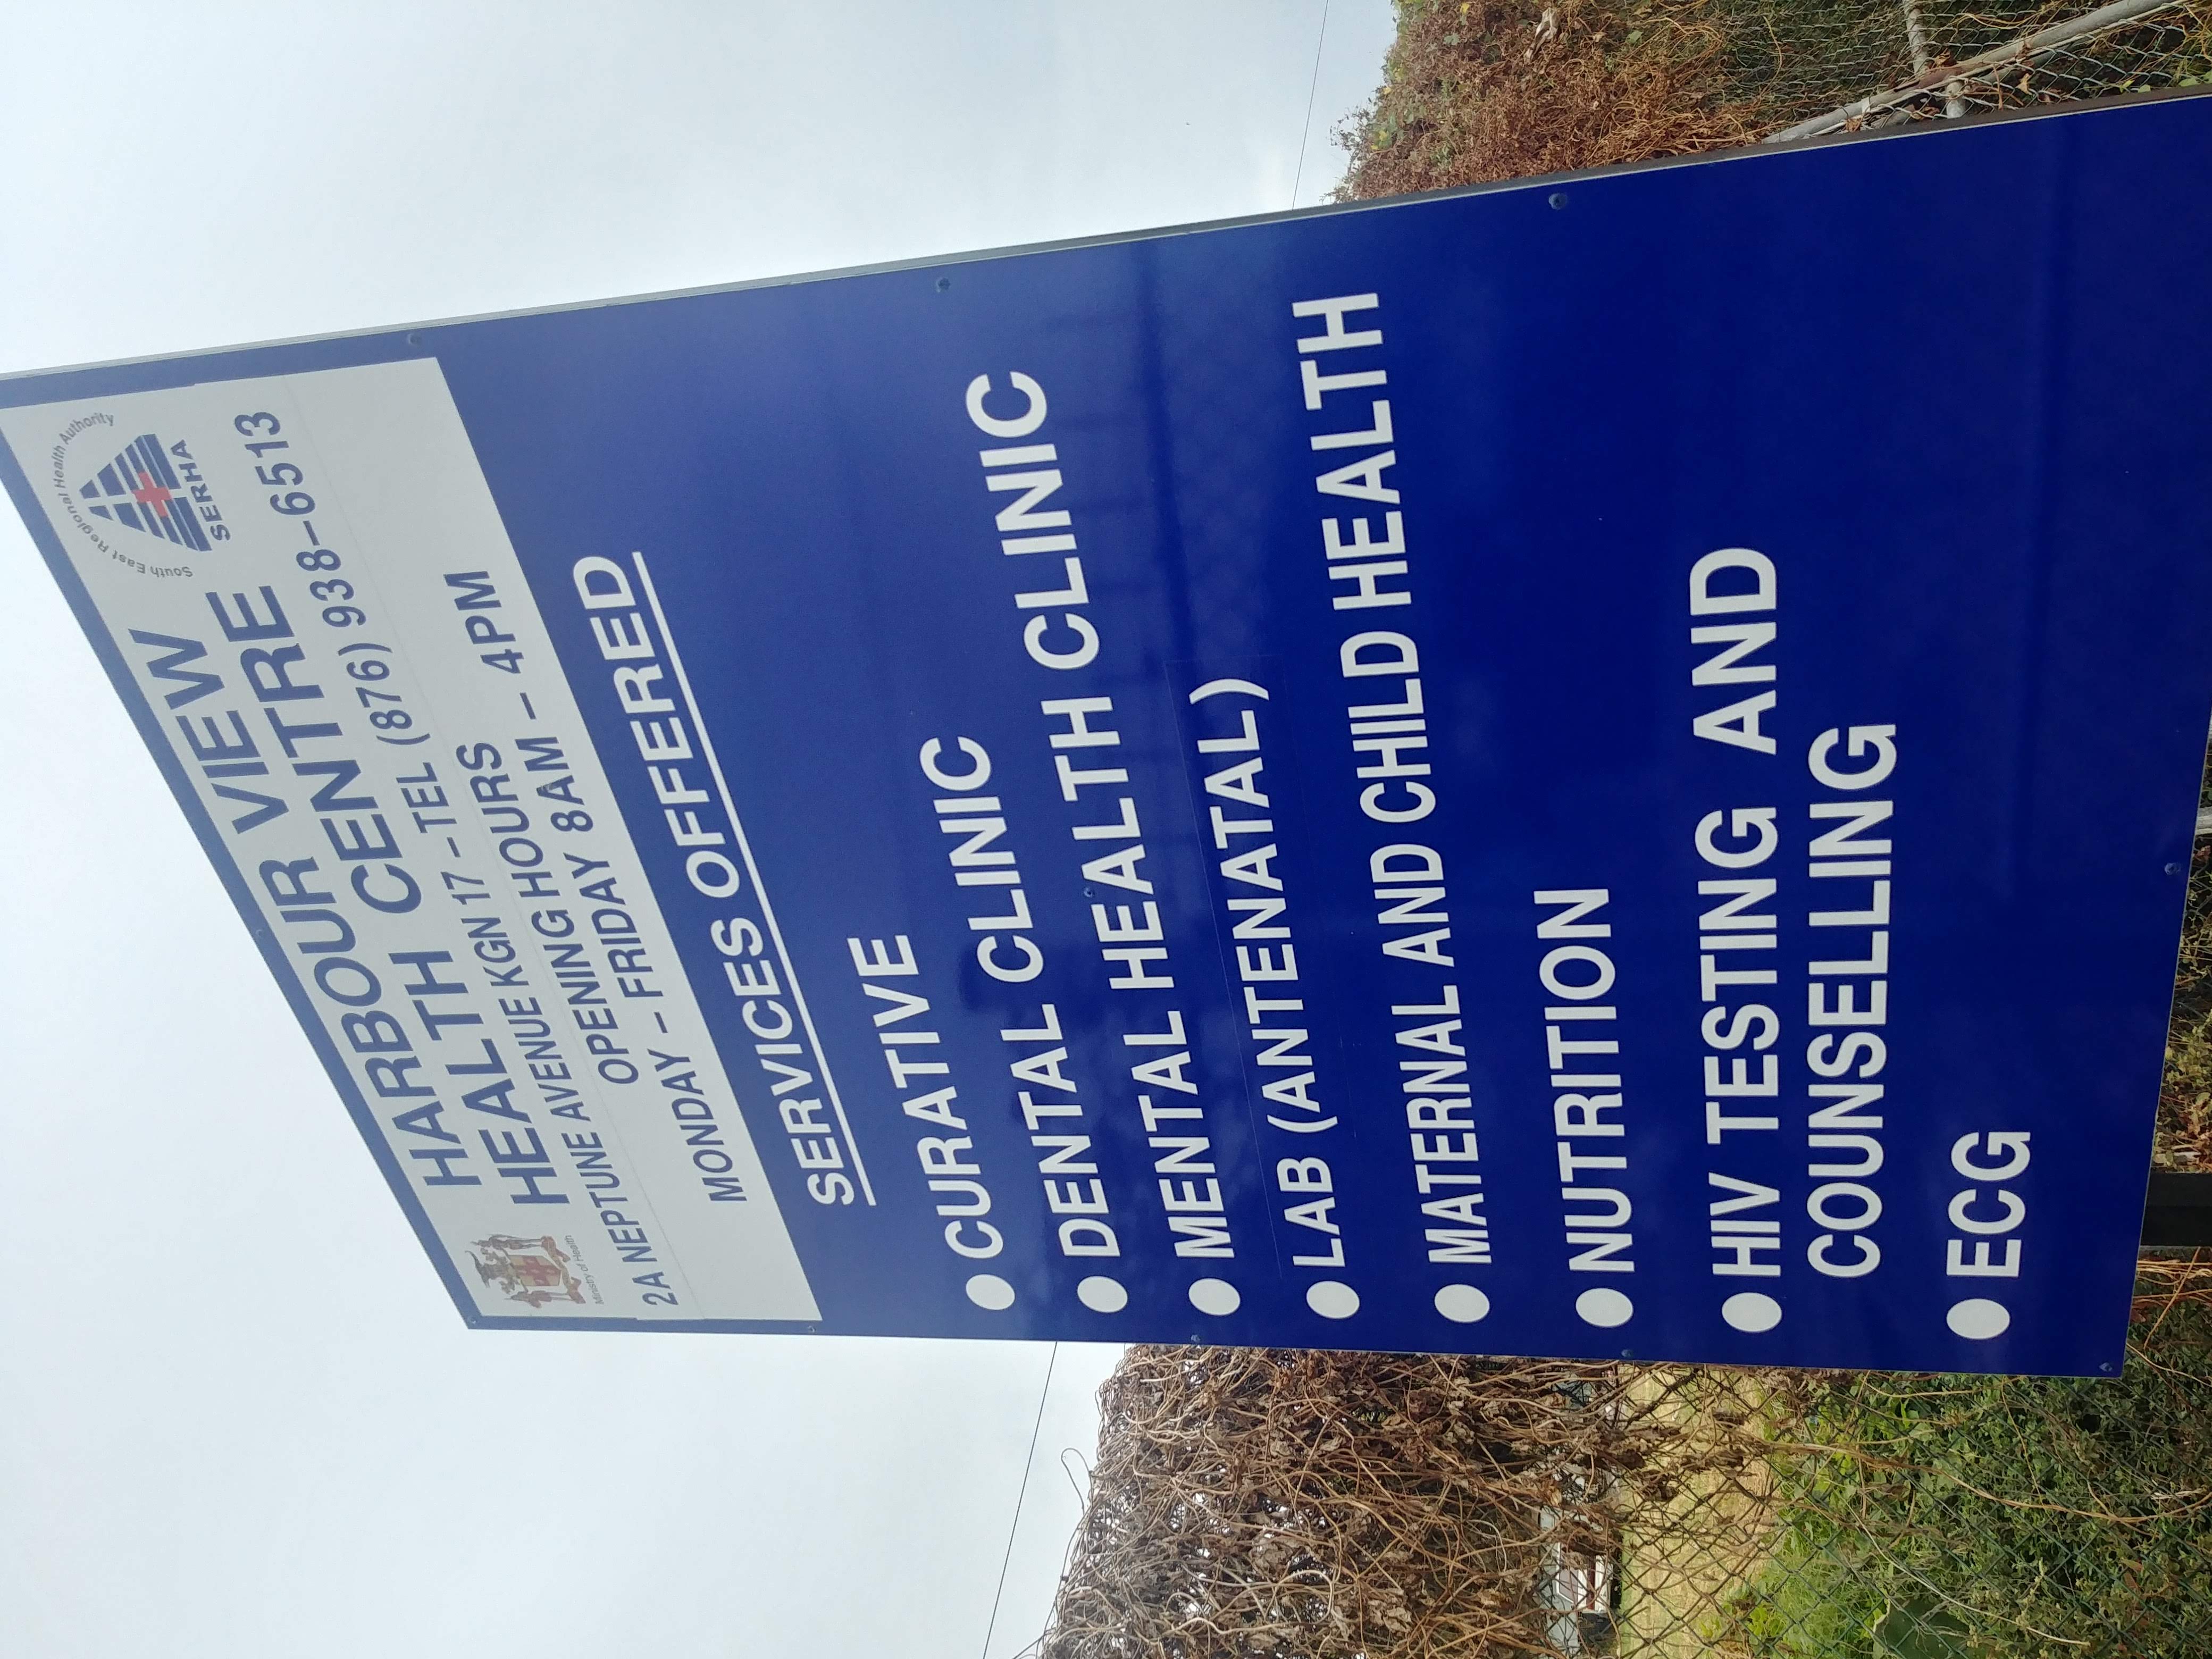 South East Regional Health Authority
SERHA
HARBOUR VIEW
HEALTH CENTRE
Ministry of Health
2A NEPTUNE AVENUE KGN 17 – TEL (876) 938-6513
OPENING HOURS
MONDAY – FRIDAY 8AM – 4PM
SERVICES OFFERED
● CURATIVE
● DENTAL CLINIC
● MENTAL HEALTH CLINIC
● LAB (ANTENATAL)
● MATERNAL AND CHILD HEALTH
● NUTRITION
● HIV TESTING AND
COUNSELLING
● ECG